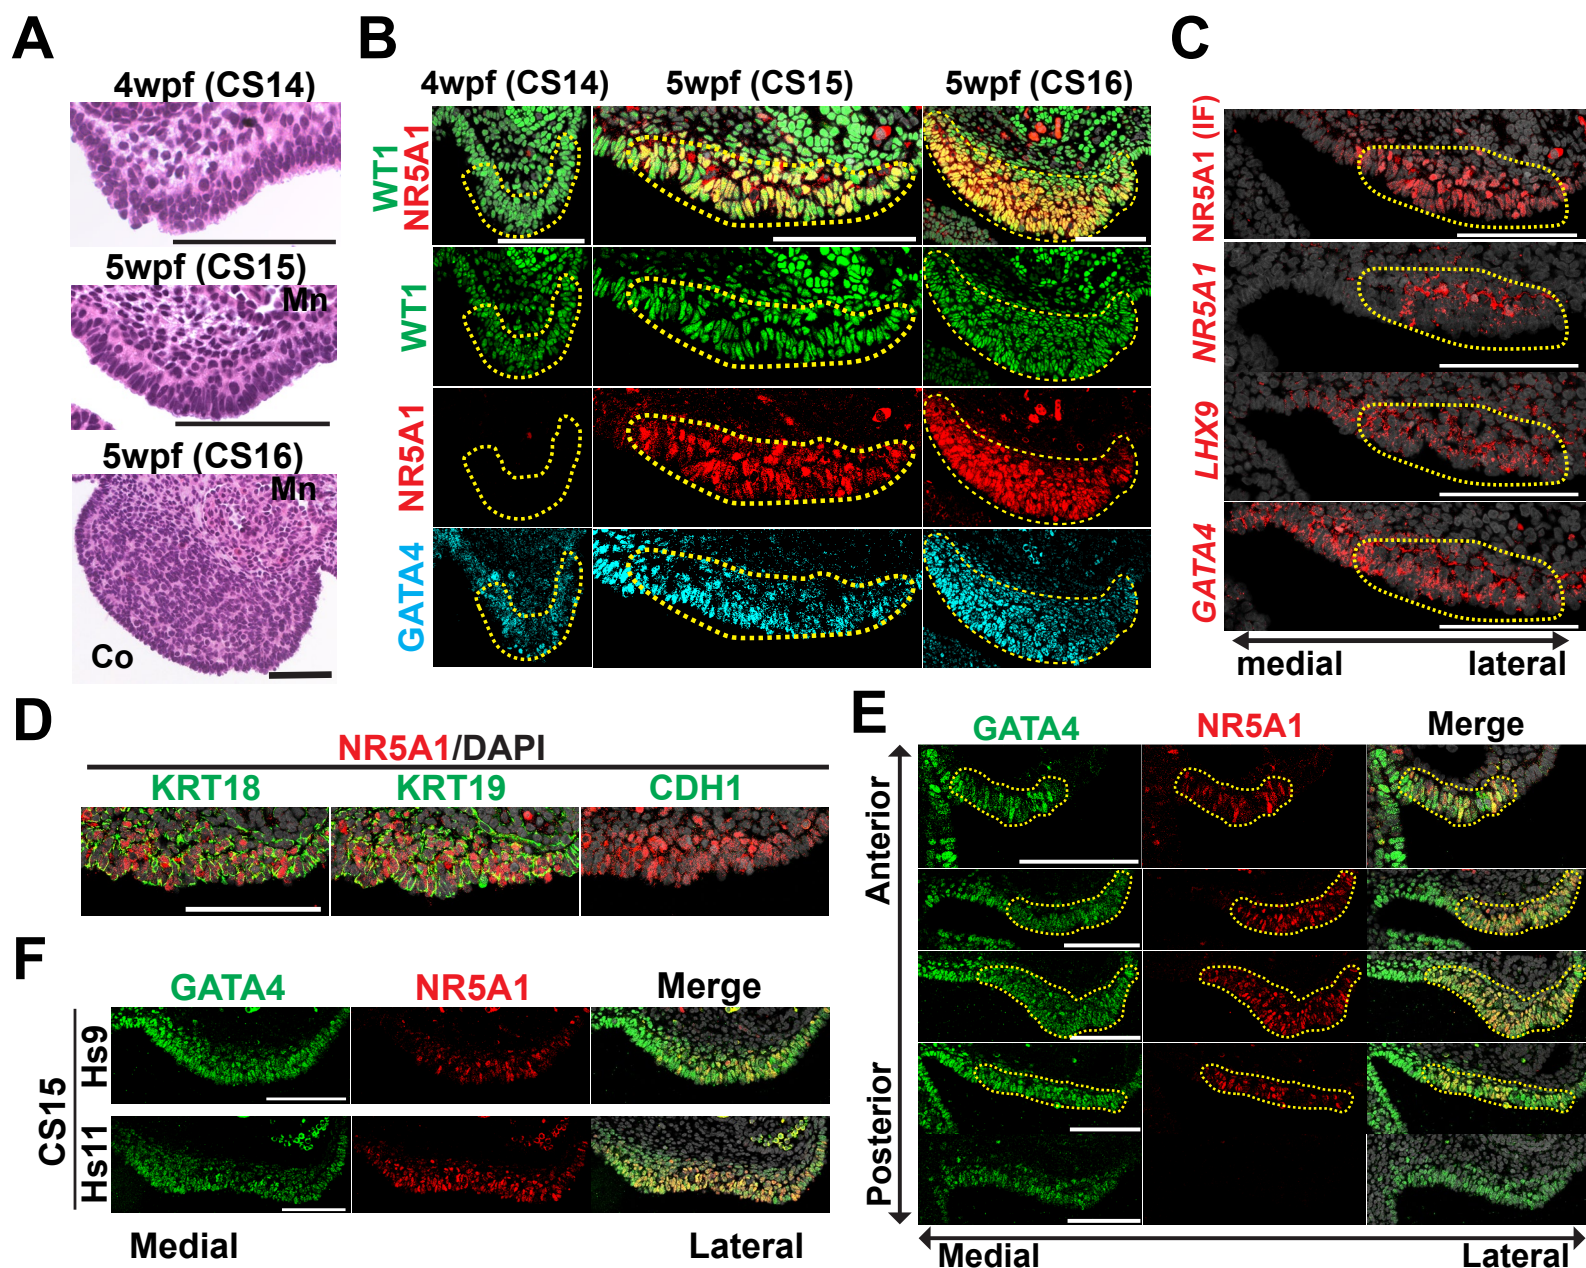 A
4wpf (CS14)
5wpf (CS15)
Mn
5wpf (CS16)
Mn
Co
B
4wpf (CS14)
5wpf (CS15)
5wpf (CS16)
WT1
NR5A1
WT1
NR5A1
GATA4
C
NR5A1 (IF)
NR5A1
LHX9
GATA4
medial
lateral
D
NR5A1/DAPI
KRT18
KRT19
CDH1
E
GATA4
NR5A1
Merge
Anterior
Posterior
Medial
Lateral
F
GATA4
NR5A1
Merge
CS15
Hs9
Hs11
Medial
Lateral